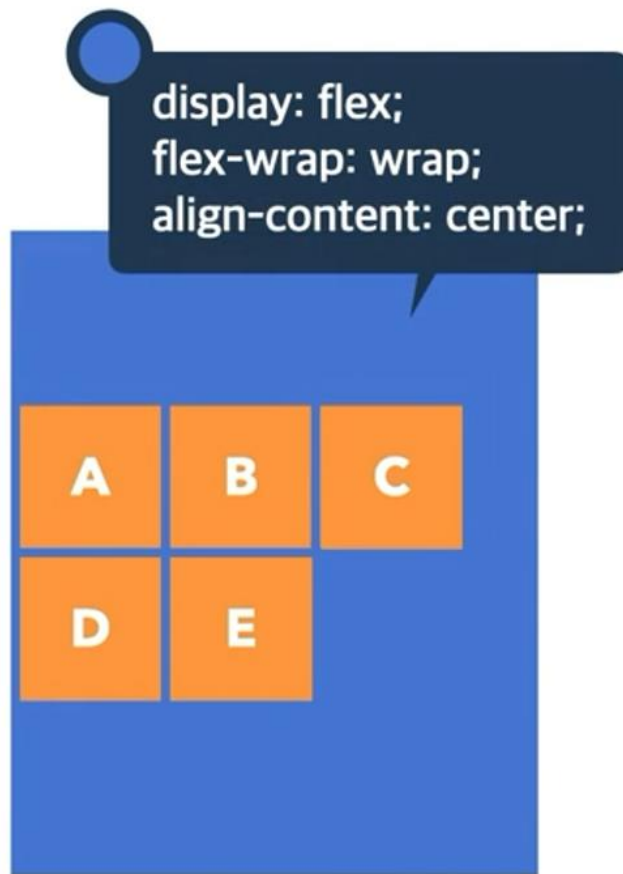 display: flex;
flex-wrap: wrap;
align-content: center;
A B C
D E